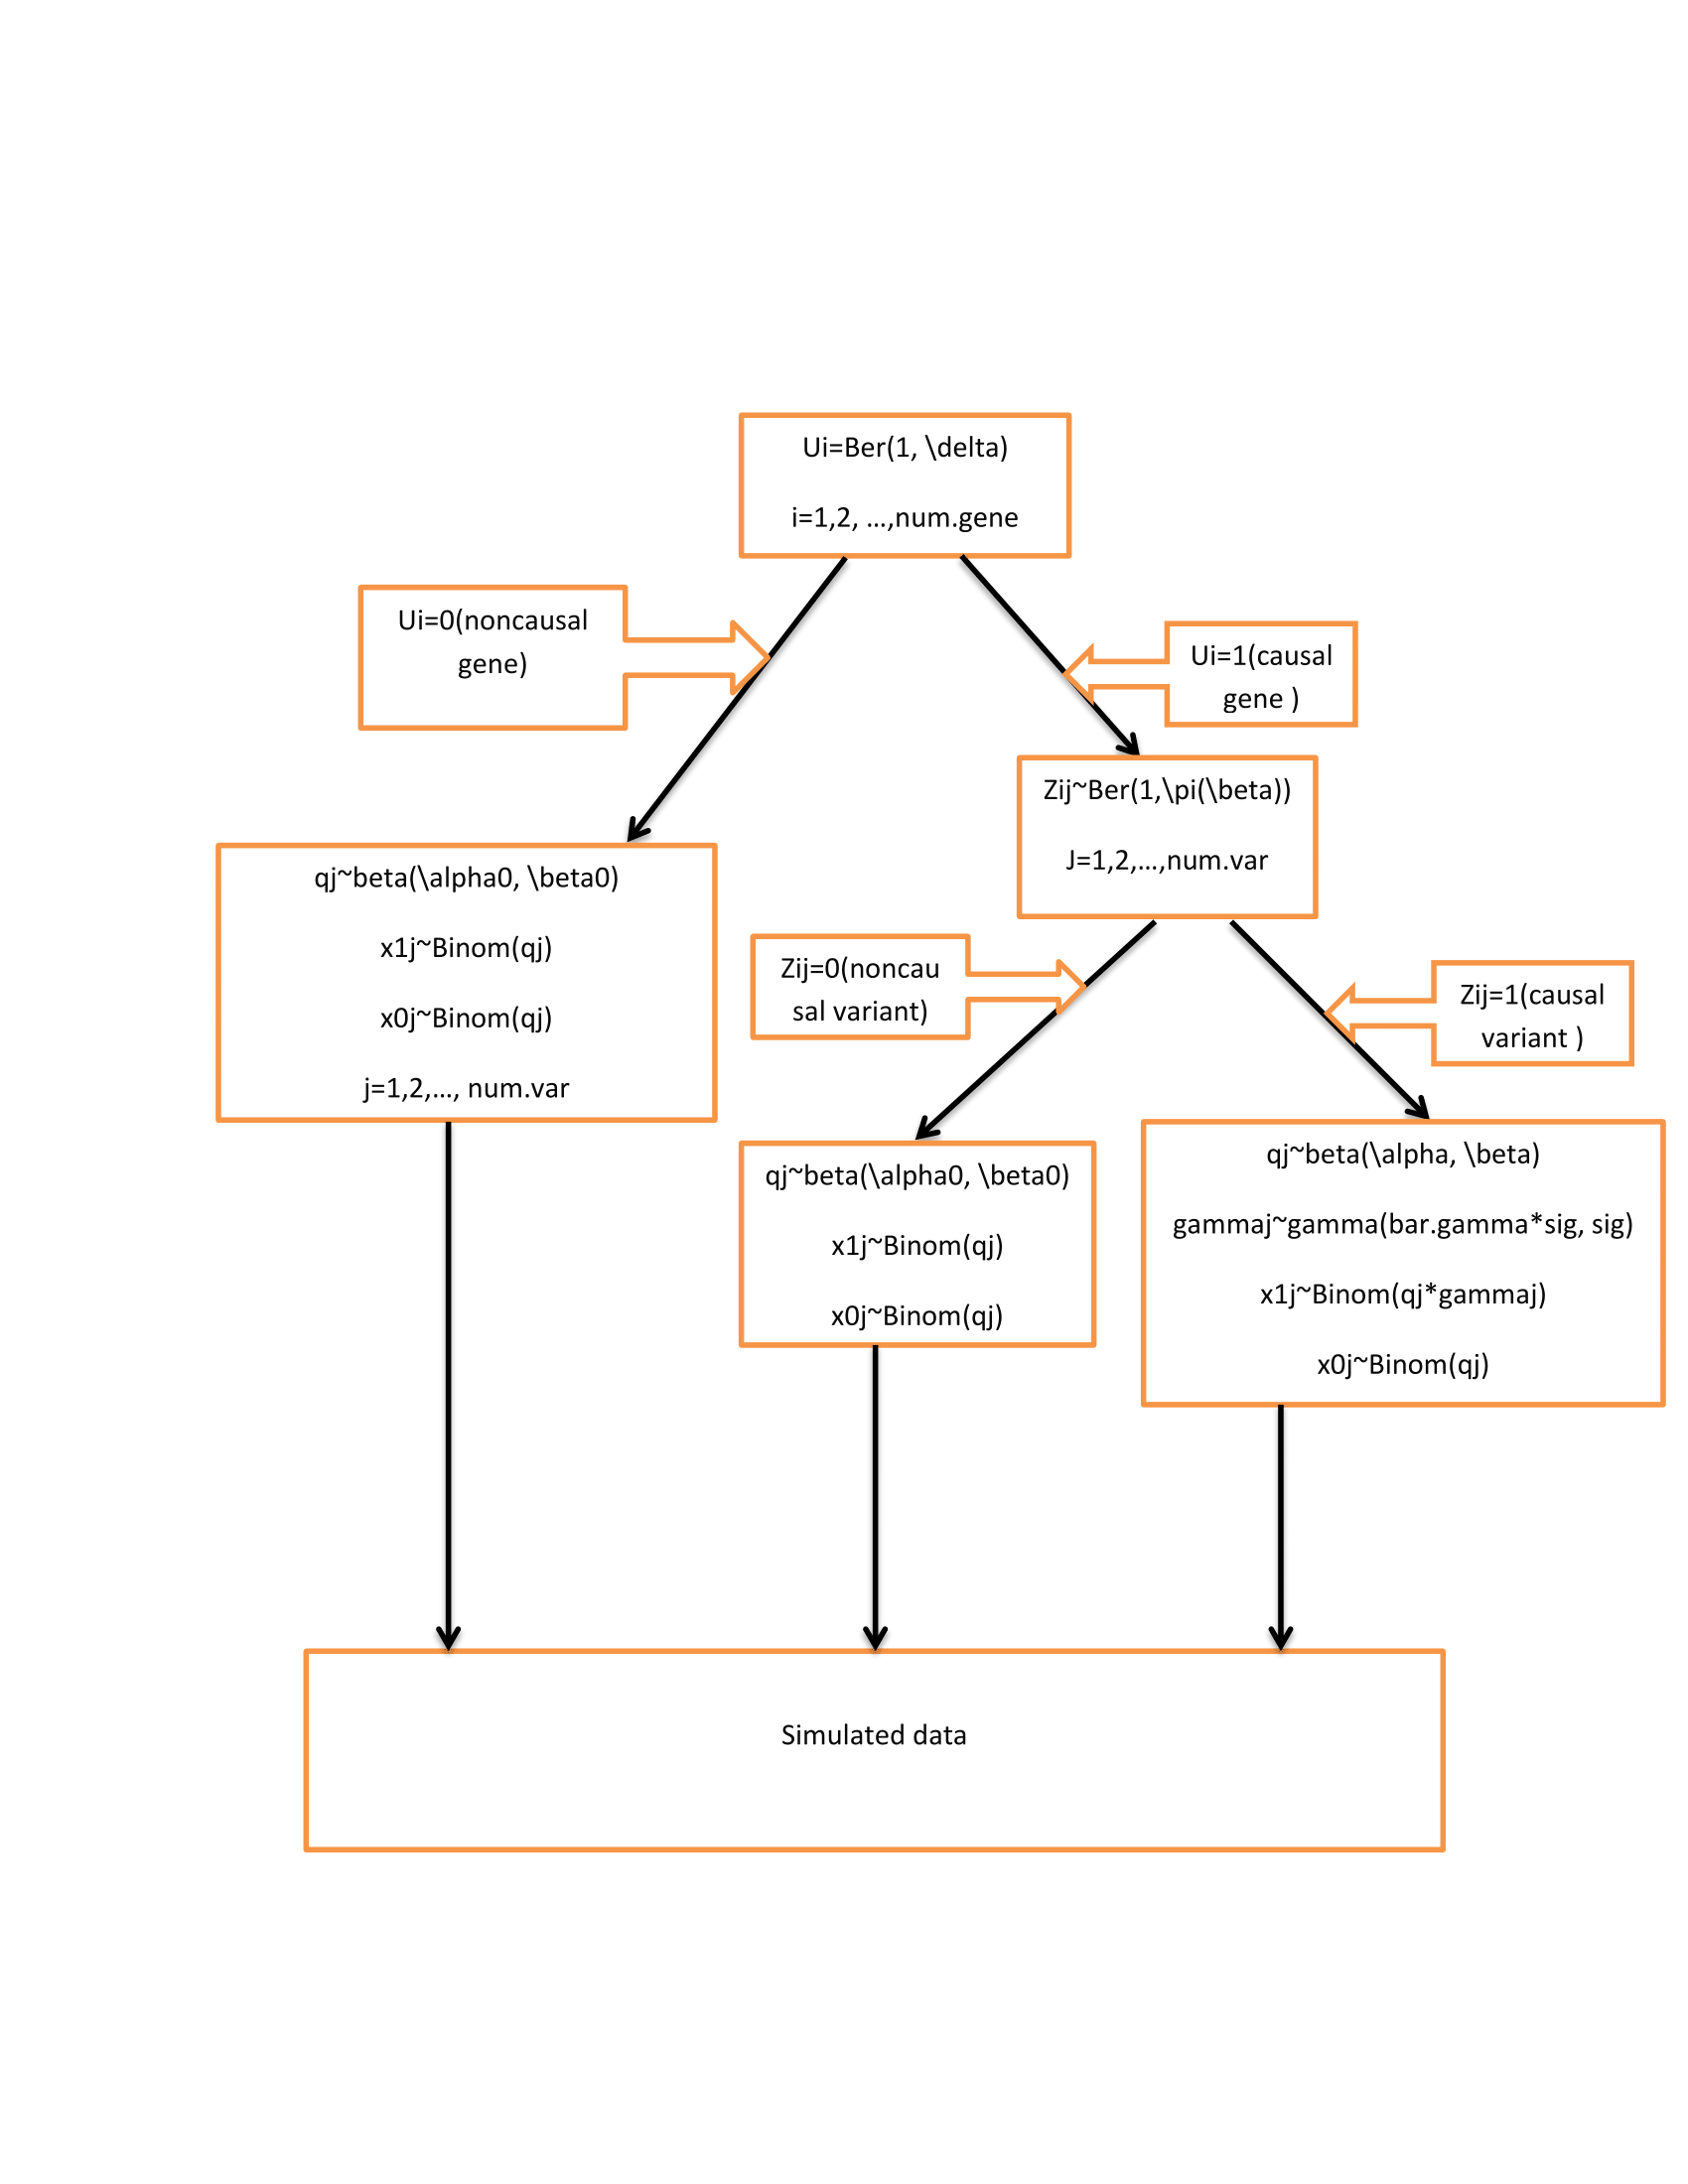 Ui=Ber(1, \delta)
i=1,2, ...,num.gene
Ui=0(noncausal
gene)
Ui=1(causal
gene )
Zij~Ber(1,\pi(\beta))
J=1,2,...,num.var
qj~beta(\alpha0, \beta0)
x1j~Binom(qj)
x0j~Binom(qj)
j=1,2,..., num.var
Zij=0(noncau
sal variant)
Zij=1(causal
variant )
qj~beta(\alpha0, \beta0)
x1j~Binom(qj)
x0j~Binom(qj)
qj~beta(\alpha, \beta)
gammaj~gamma(bar.gamma*sig, sig)
x1j~Binom(qj*gammaj)
x0j~Binom(qj)
Simulated data